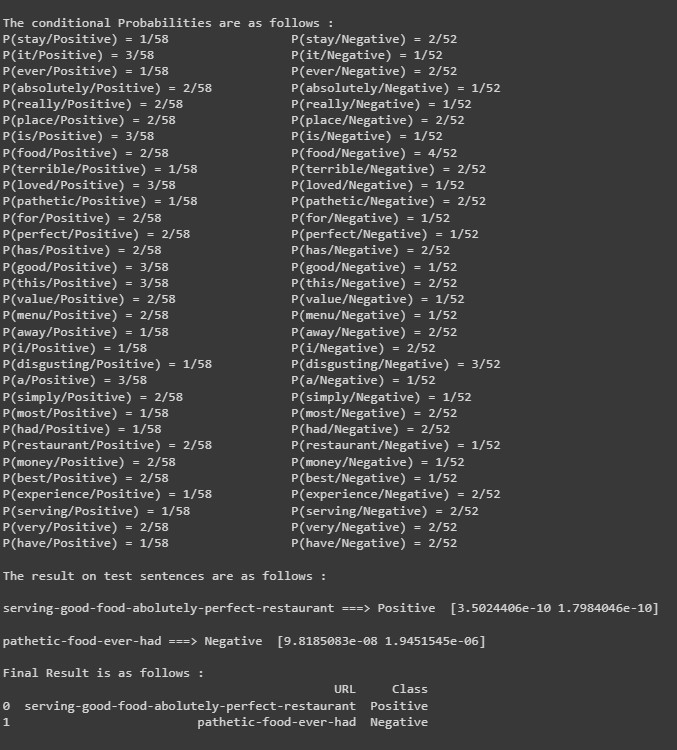 The conditional Probabilities are as follows :
P(stay/Positive) = 1/58 P(stay/Negative) = 2/52
P(it/Positive) = 3/58 P(it/Negative) = 1/52
P(ever/Positive) = 1/58 P(ever/Negative) = 2/52
P(absolutely/Positive) = 2/58 P(absolutely/Negative) = 1/52
P(really/Positive) = 2/58 P(really/Negative) = 1/52
P(place/Positive) = 2/58 P(place/Negative) = 2/52
P(is/Positive) = 3/58 P(is/Negative) = 1/52
P(food/Positive) = 2/58 P(food/Negative) = 4/52
P(terrible/Positive) = 1/58 P(terrible/Negative) = 2/52
P(loved/Positive) = 3/58 P(loved/Negative) = 1/52
P(pathetic/Positive) = 1/58 P(pathetic/Negative) = 2/52
P(for/Positive) = 2/58 P(for/Negative) = 1/52
P(perfect/Positive) = 2/58 P(perfect/Negative) = 1/52
P(has/Positive) = 2/58 P(has/Negative) = 2/52
P(good/Positive) = 3/58 P(good/Negative) = 1/52
P(this/Positive) = 3/58 P(this/Negative) = 2/52
P(value/Positive) = 2/58 P(value/Negative) = 1/52
P(menu/Positive) = 2/58 P(menu/Negative) = 1/52
P(away/Positive) = 1/58 P(away/Negative) = 2/52
P(i/Positive) = 1/58 P(i/Negative) = 2/52
P(disgusting/Positive) = 1/58 P(disgusting/Negative) = 3/52
P(a/Positive) = 3/58 P(a/Negative) = 1/52
P(simply/Positive) = 2/58 P(simply/Negative) = 1/52
P(most/Positive) = 1/58 P(most/Negative) = 2/52
P(had/Positive) = 1/58 P(had/Negative) = 2/52
P(restaurant/Positive) = 2/58 P(restaurant/Negative) = 1/52
P(money/Positive) = 2/58 P(money/Negative) = 1/52
P(best/Positive) = 2/58 P(best/Negative) = 1/52
P(experience/Positive) = 1/58 P(experience/Negative) = 2/52
P(serving/Positive) = 1/58 P(serving/Negative) = 2/52
P(very/Positive) = 2/58 P(very/Negative) = 2/52
P(have/Positive) = 1/58 P(have/Negative) = 2/52
The result on test sentences are as follows :
serving-good-food-abolutely-perfect-restaurant ===> Positive [3.5024406e-10 1.7984046e-10]
pathetic-food-ever-had ===> Negative [9.8185083e-08 1.9451545e-06]
Final Result is as follows :
URL Class
0 serving-good-food-abolutely-perfect-restaurant Positive
1 pathetic-food-ever-had Negative